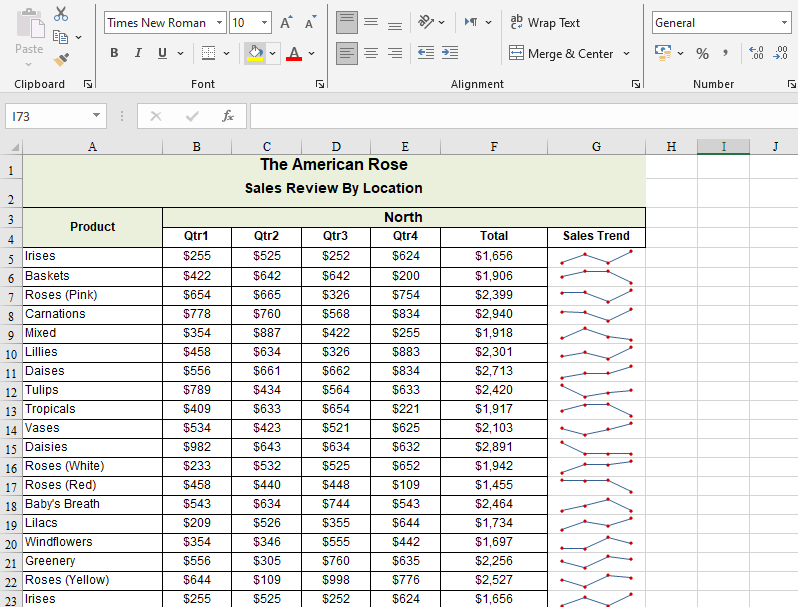 Times New Roman 10 A A ab Wrap Text General
Paste B I U A Merge & Center % , .00 .00
Clipboard Font Alignment Number
I73 fx
A B C D E F G H I J
1 The American Rose
2 Sales Review By Location
3 Product North
4 Qtr1 Qtr2 Qtr3 Qtr4 Total Sales Trend
5 Irises $255 $525 $252 $624 $1,656
6 Baskets $422 $642 $642 $200 $1,906
7 Roses (Pink) $654 $665 $326 $754 $2,399
8 Carnations $778 $760 $568 $834 $2,940
9 Mixed $354 $887 $422 $255 $1,918
10 Lillies $458 $634 $326 $883 $2,301
11 Daises $556 $661 $662 $834 $2,713
12 Tulips $789 $434 $564 $633 $2,420
13 Tropicals $409 $633 $654 $221 $1,917
14 Vases $534 $423 $521 $625 $2,103
15 Daisies $982 $643 $634 $632 $2,891
16 Roses (White) $233 $532 $525 $652 $1,942
17 Roses (Red) $458 $440 $448 $109 $1,455
18 Baby's Breath $543 $634 $744 $543 $2,464
19 Lilacs $209 $526 $355 $644 $1,734
20 Windflowers $354 $346 $555 $442 $1,697
21 Greenery $556 $305 $760 $635 $2,256
22 Roses (Yellow) $644 $109 $998 $776 $2,527
23 Irises $255 $525 $252 $624 $1,656